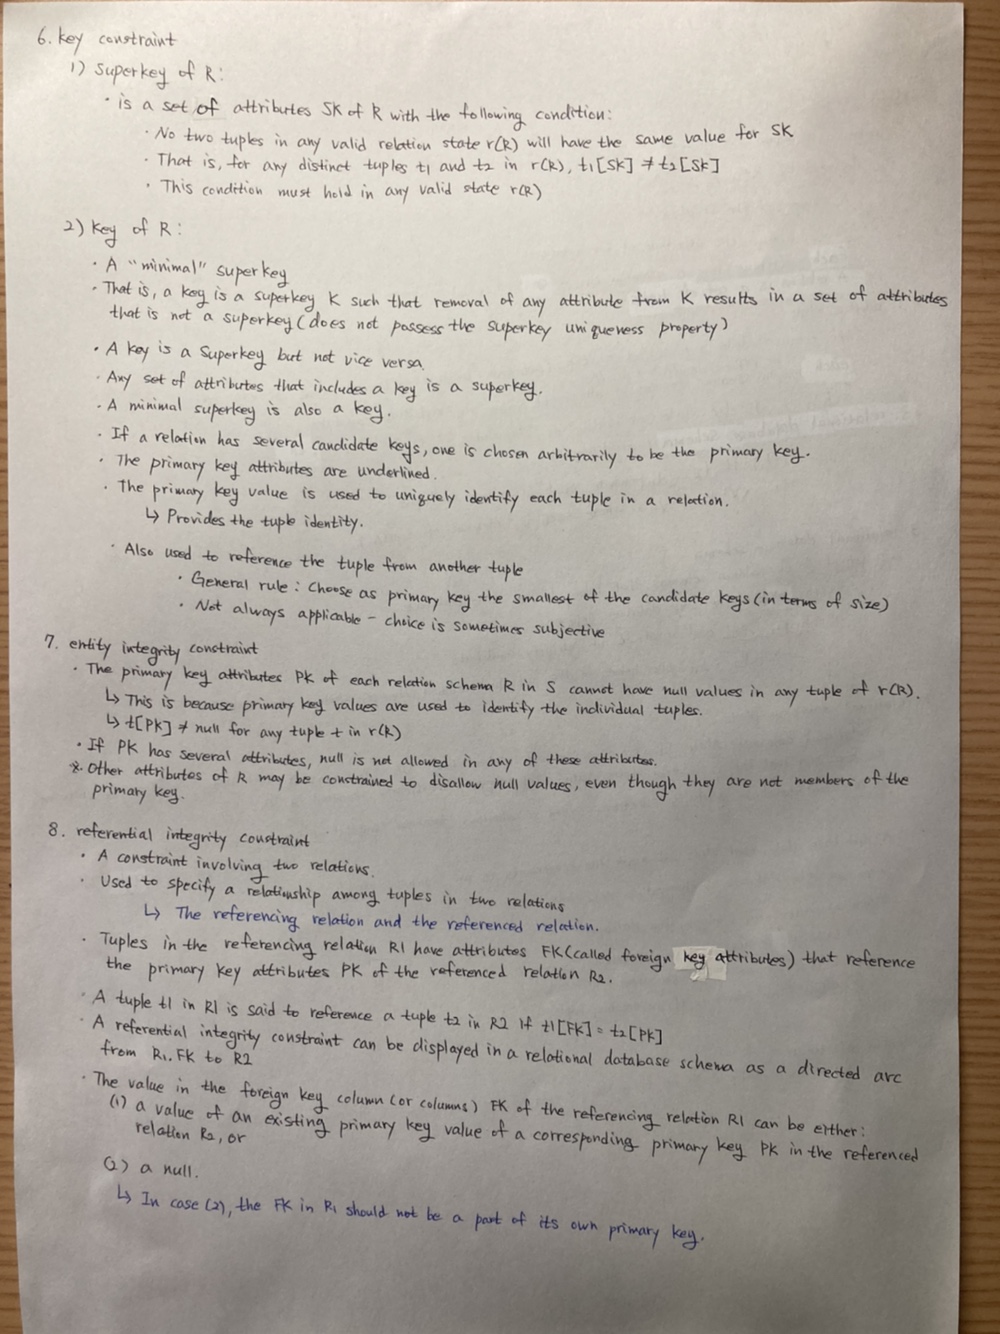 6. key constraint
1) Superkey of R:
· is a set of attributes SK of R with the following condition:
· No two tuples in any valid relation state r(R) will have the same value for SK
· That is, for any distinct tuples t1 and t2 in r(R), t1[SK] ≠ t2[SK]
· This condition must hold in any valid state r(R)
2) key of R:
· A "minimal" superkey
· That is, a key is a superkey K such that removal of any attribute from K results in a set of attributes
that is not a superkey (does not possess the superkey uniqueness property)
· A key is a Superkey but not vice versa.
· Any set of attributes that includes a key is a superkey.
· A minimal superkey is also a key.
· If a relation has several candidate keys, one is chosen arbitrarily to be the primary key.
· The primary key attributes are underlined.
· The primary key value is used to uniquely identify each tuple in a relation.
↳ Provides the tuple identity.
· Also used to reference the tuple from another tuple
· General rule : Choose as primary key the smallest of the candidate keys (in terms of size)
· Not always applicable - choice is sometimes subjective
7. entity integrity constraint
· The primary key attributes PK of each relation schema R in S cannot have null values in any tuple of r(R).
↳ This is because primary key values are used to identify the individual tuples.
↳ t[PK] ≠ null for any tuple t in r(R)
· If PK has several attributes, null is not allowed in any of these attributes.
※. Other attributes of R may be constrained to disallow null values, even though they are not members of the
primary key.
8. referential integrity constraint
· A constraint involving two relations.
· Used to specify a relationship among tuples in two relations
↳ The referencing relation and the referenced relation.
· Tuples in the referencing relation R1 have attributes FK (called foreign key attributes) that reference
the primary key attributes PK of the referenced relation R2.
· A tuple t1 in R1 is said to reference a tuple t2 in R2 if t1[FK] = t2[PK]
· A referential integrity constraint can be displayed in a relational database schema as a directed arc
from R1.FK to R2
· The value in the foreign key column (or columns) FK of the referencing relation R1 can be either:
(1) a value of an existing primary key value of a corresponding primary key PK in the referenced
relation R2, or
(2) a null.
↳ In case (2), the FK in R1 should not be a part of its own primary key.